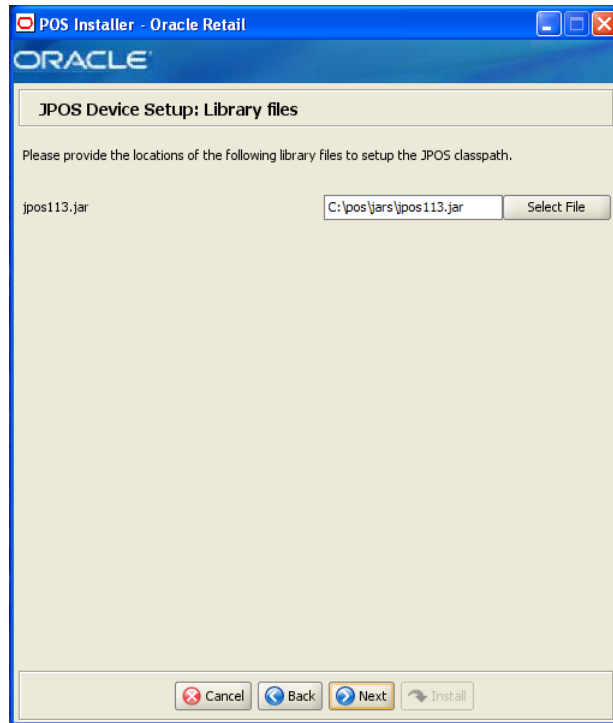 POS Installer - Oracle Retail
ORACLE
JPOS Device Setup: Library files
Please provide the locations of the following library files to setup the JPOS classpath.
jpos113.jar C:\pos\jars\jpos113.jar Select File
Cancel Back Next Install